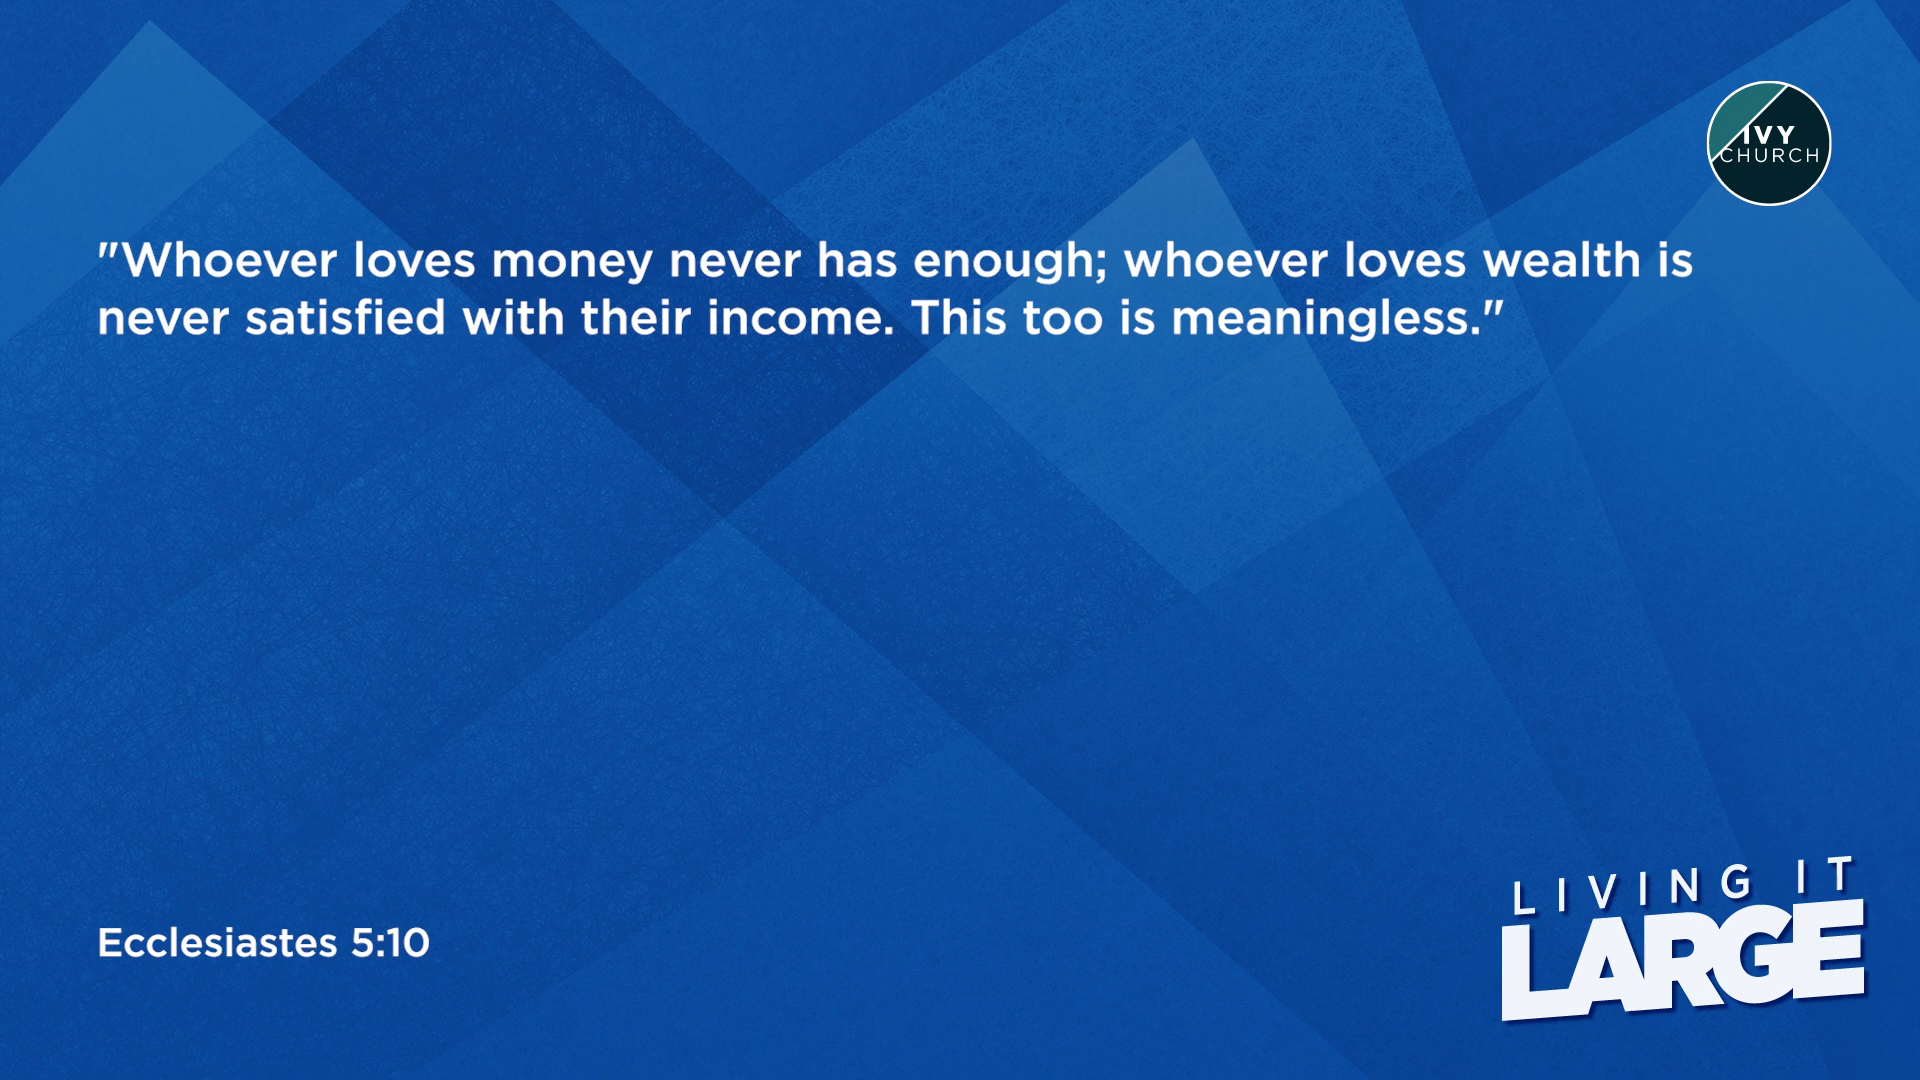 IVY
CHURCH
"Whoever loves money never has enough; whoever loves wealth is
never satisfied with their income. This too is meaningless."
Ecclesiastes 5:10
LIVING IT
LARGE